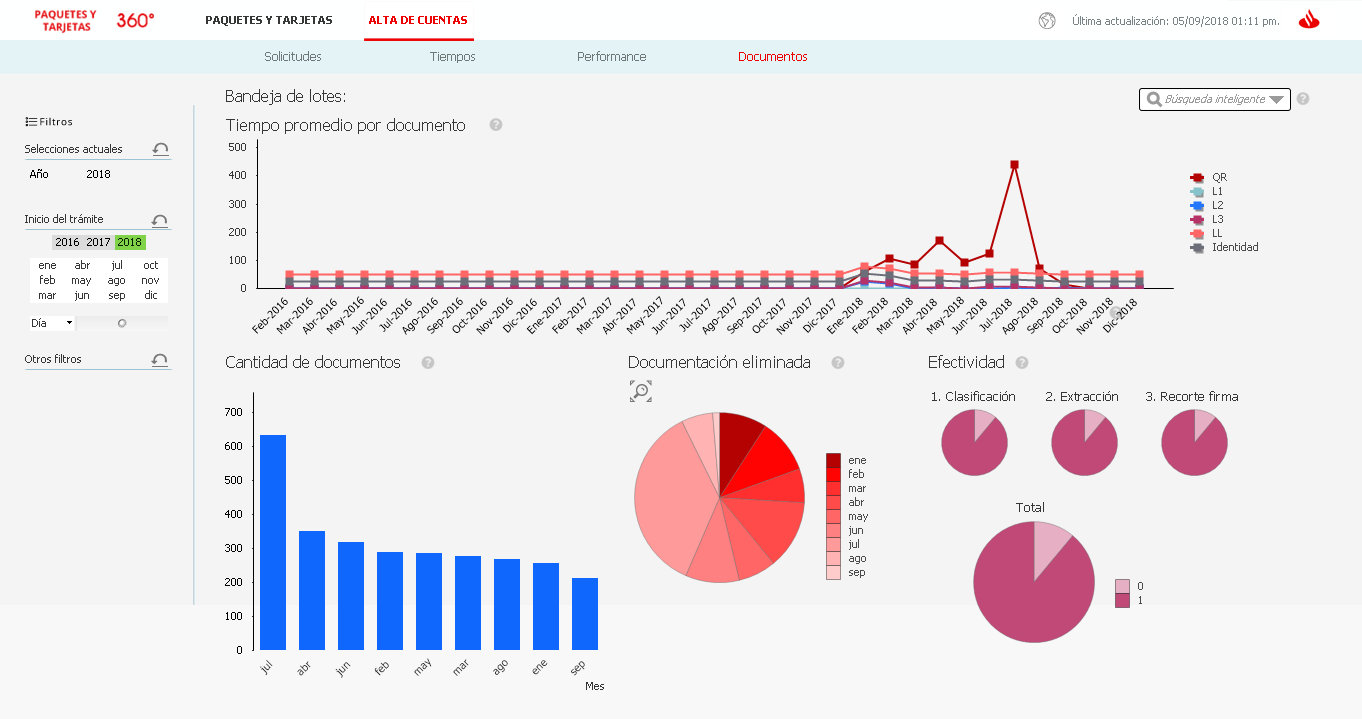 PAQUETES Y
TARJETAS
360°
PAQUETES Y TARJETAS
ALTA DE CUENTAS
Última actualización: 05/09/2018 01:11 pm.
Solicitudes
Tiempos
Performance
Documentos
Filtros
Selecciones actuales
Año 2018
Inicio del trámite
2016 2017 2018
ene abr jul oct
feb may ago nov
mar jun sep dic
Día
Otros filtros
Bandeja de lotes:
Búsqueda inteligente
?
Tiempo promedio por documento ?
500
400
300
200
100
0
Feb-2016
Mar-2016
Abr-2016
May-2016
Jun-2016
Jul-2016
Ago-2016
Sep-2016
Oct-2016
Nov-2016
Dic-2016
Ene-2017
Feb-2017
Mar-2017
Abr-2017
May-2017
Jun-2017
Jul-2017
Ago-2017
Sep-2017
Oct-2017
Nov-2017
Dic-2017
Ene-2018
Feb-2018
Mar-2018
Abr-2018
May-2018
Jun-2018
Jul-2018
Ago-2018
Sep-2018
Oct-2018
Nov-2018
Dic-2018
?
QR
L1
L2
L3
LL
Identidad
Cantidad de documentos ?
700
600
500
400
300
200
100
0
jul
abr
jun
feb
may
mar
ago
ene
sep
Mes
Documentación eliminada ?
ene
feb
mar
abr
may
jun
jul
ago
sep
Efectividad ?
1. Clasificación
2. Extracción
3. Recorte firma
Total
0
1